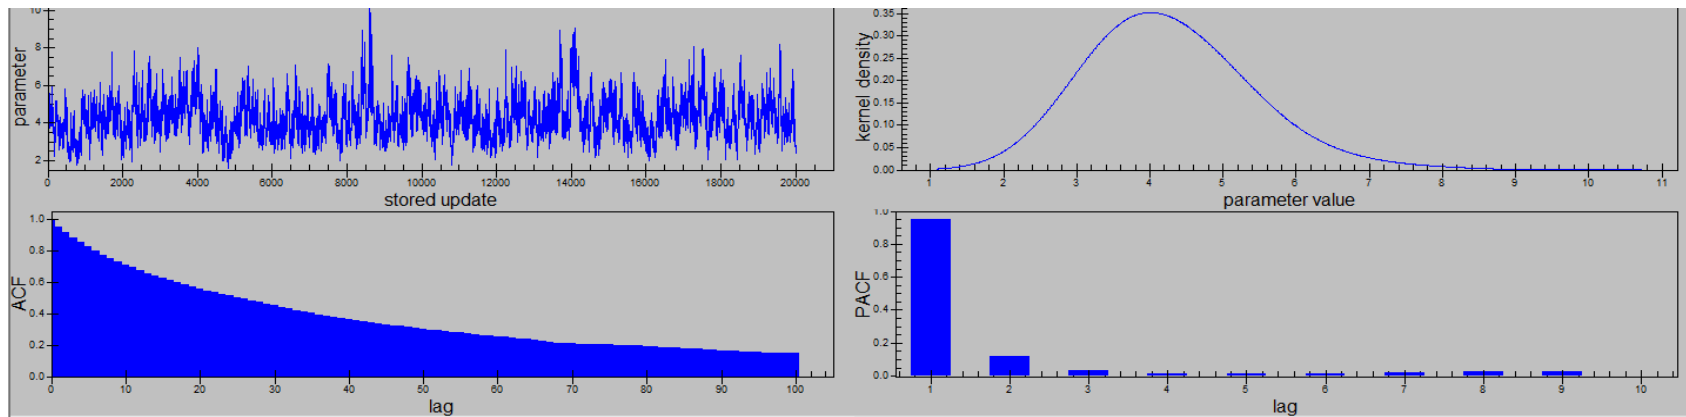 parameter
10
8
6
4
2
0 2000 4000 6000 8000 10000 12000 14000 16000 18000 20000
stored update
kernel density
0.35
0.30
0.25
0.20
0.15
0.10
0.05
0.00
1 2 3 4 5 6 7 8 9 10 11
parameter value
ACF
1.0
0.8
0.6
0.4
0.2
0.0
0 10 20 30 40 50 60 70 80 90 100
lag
PACF
1.0
0.8
0.6
0.4
0.2
0.0
1 2 3 4 5 6 7 8 9 10
lag